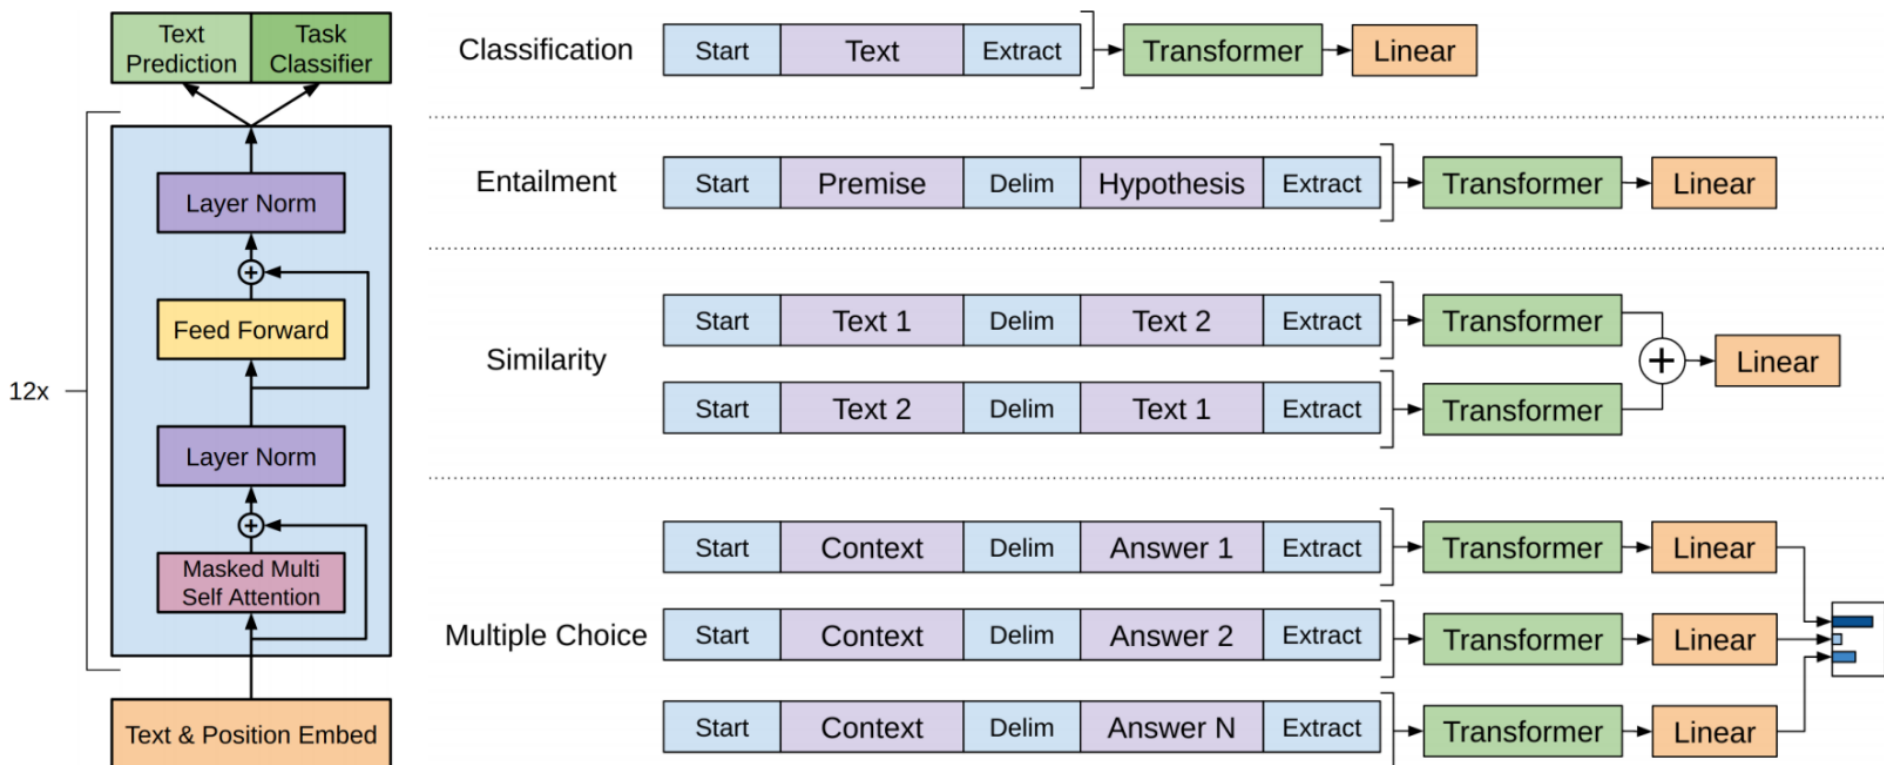 Text
Prediction
Task
Classifier
12x
Layer Norm
Feed Forward
Layer Norm
Masked Multi
Self Attention
Text & Position Embed
Classification Start Text Extract Transformer Linear
Entailment Start Premise Delim Hypothesis Extract Transformer Linear
Similarity
Start Text 1 Delim Text 2 Extract Transformer
Start Text 2 Delim Text 1 Extract Transformer
Linear
Multiple Choice
Start Context Delim Answer 1 Extract Transformer Linear
Start Context Delim Answer 2 Extract Transformer Linear
Start Context Delim Answer N Extract Transformer Linear